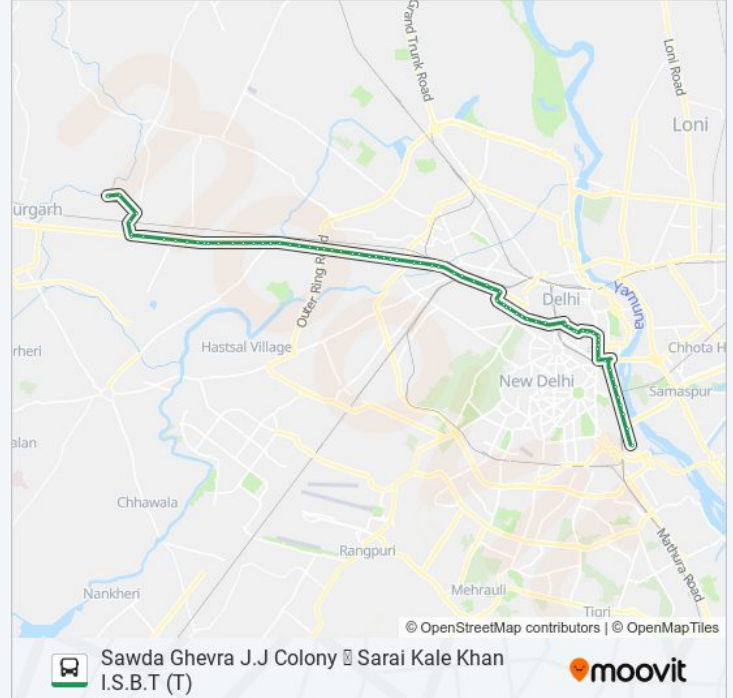 Grand Trunk Road
Loni Road
Loni
urgarh
Outer Ring Road
Delhi
Yamuna
rheri
Hastsal Village
Chhota H
New Delhi
Samaspur
alan
Chhawala
Rangpuri
Mathura Road
Nankheri
Mehrauli
Tigri
© OpenStreetMap contributors | © OpenMapTiles
Sawda Ghevra J.J Colony  Sarai Kale Khan
I.S.B.T (T)
moovit